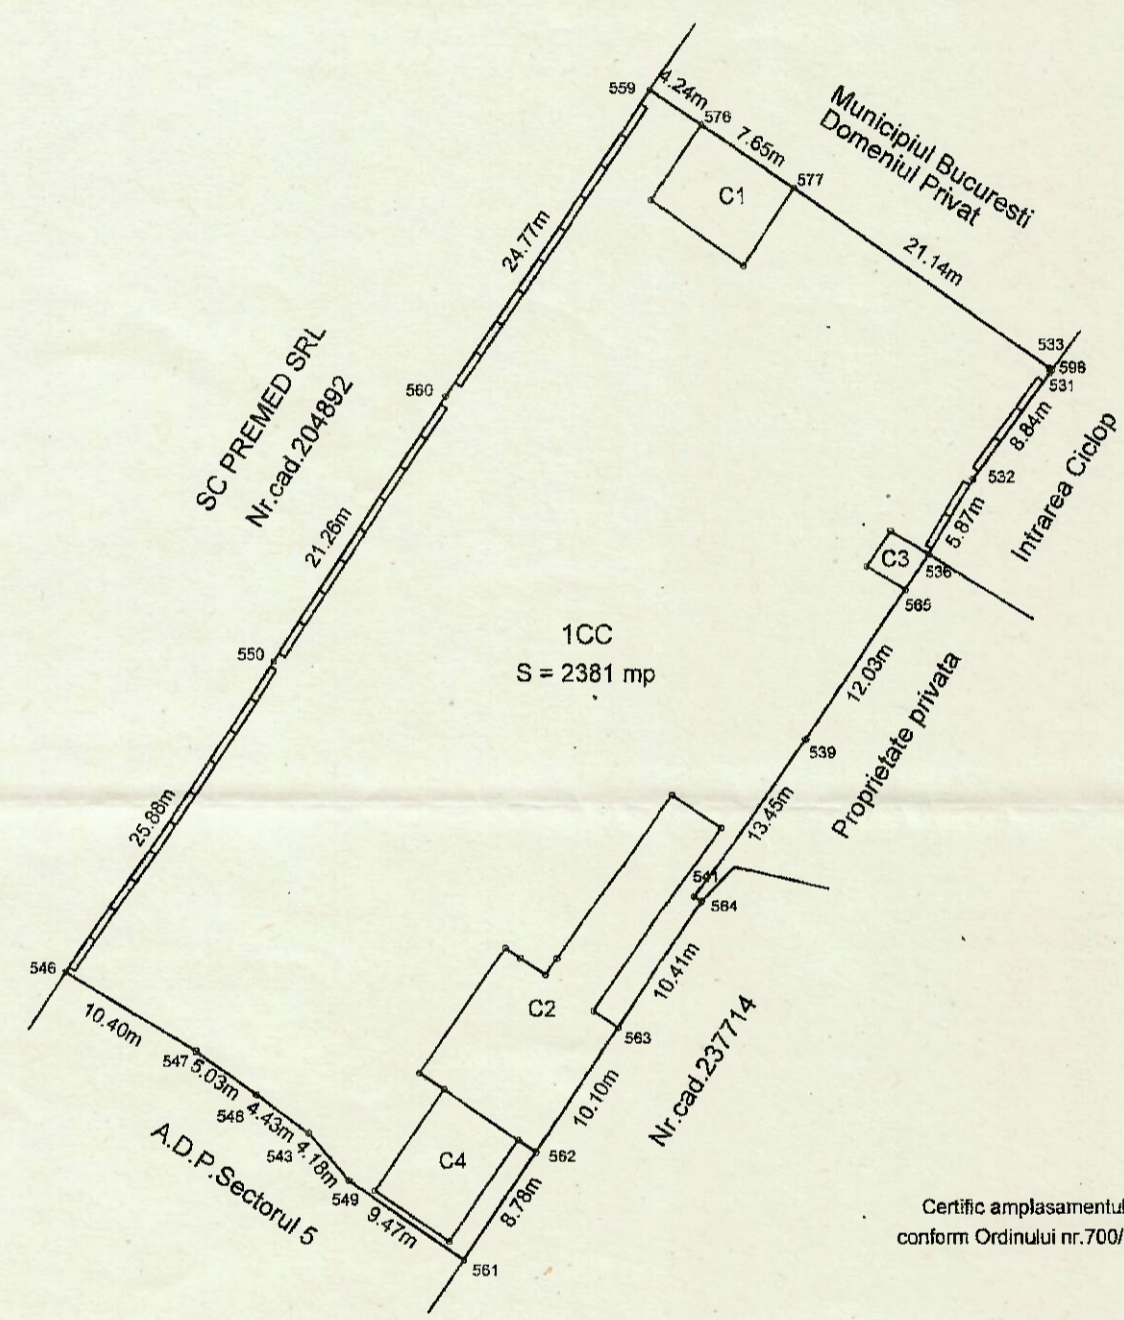 559
4.24m
576
7.65m
577
C1
Municipiul Bucuresti
Domeniul Privat
21.14m
24.77m
533
598
531
8.84m
SC PREMED SRL
Nr.cad.204892
560
532
5.87m
Intrarea Ciclop
C3
536
565
21.26m
1CC
S = 2381 mp
550
12.03m
539
Proprietate privata
25.88m
13.45m
541
564
546
10.41m
C2
10.40m
563
547
5.03m
548
4.43m
543
4.18m
549
10.10m
Nr.cad.237714
A.D.P.Sectorul 5
C4
562
9.47m
8.78m
561
Certific amplasamentul
conform Ordinului nr.700/